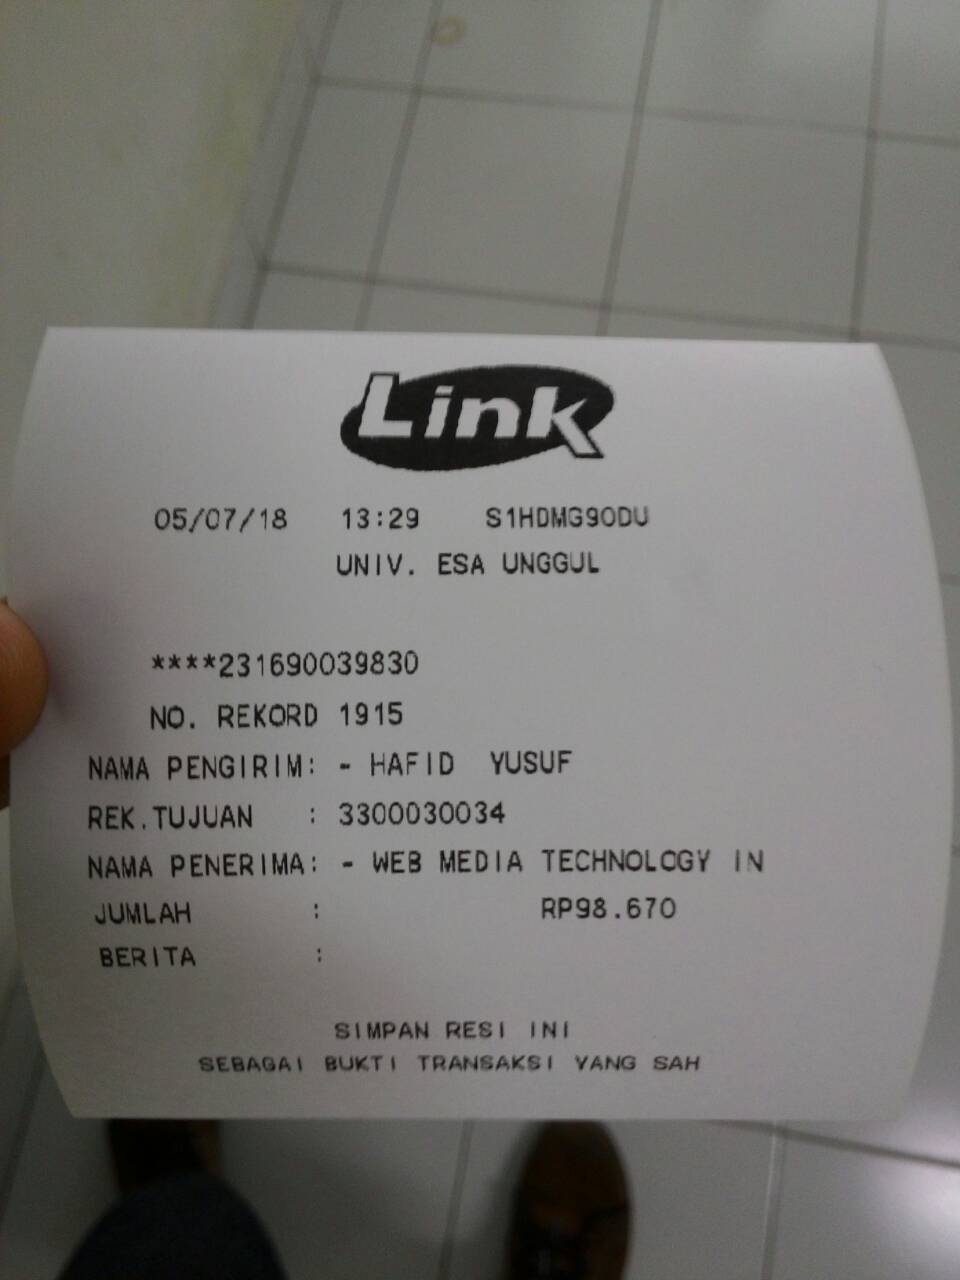 Link
05/07/18 13:29 S1HDMG90DU
UNIV. ESA UNGGUL
****231690039830
NO. REKORD 1915
NAMA PENGIRIM: - HAFID YUSUF
REK.TUJUAN : 3300030034
NAMA PENERIMA: - WEB MEDIA TECHNOLOGY IN
JUMLAH : RP98.670
BERITA :
SIMPAN RESI INI
SEBAGAI BUKTI TRANSAKSI YANG SAH